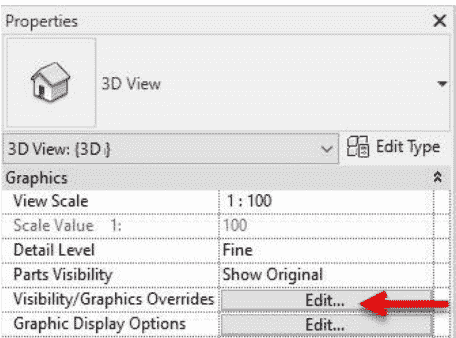 Properties
3D View
3D View: {3D}
Edit Type
Graphics
View Scale 1 : 100
Scale Value 1: 100
Detail Level Fine
Parts Visibility Show Original
Visibility/Graphics Overrides Edit...
Graphic Display Options Edit...